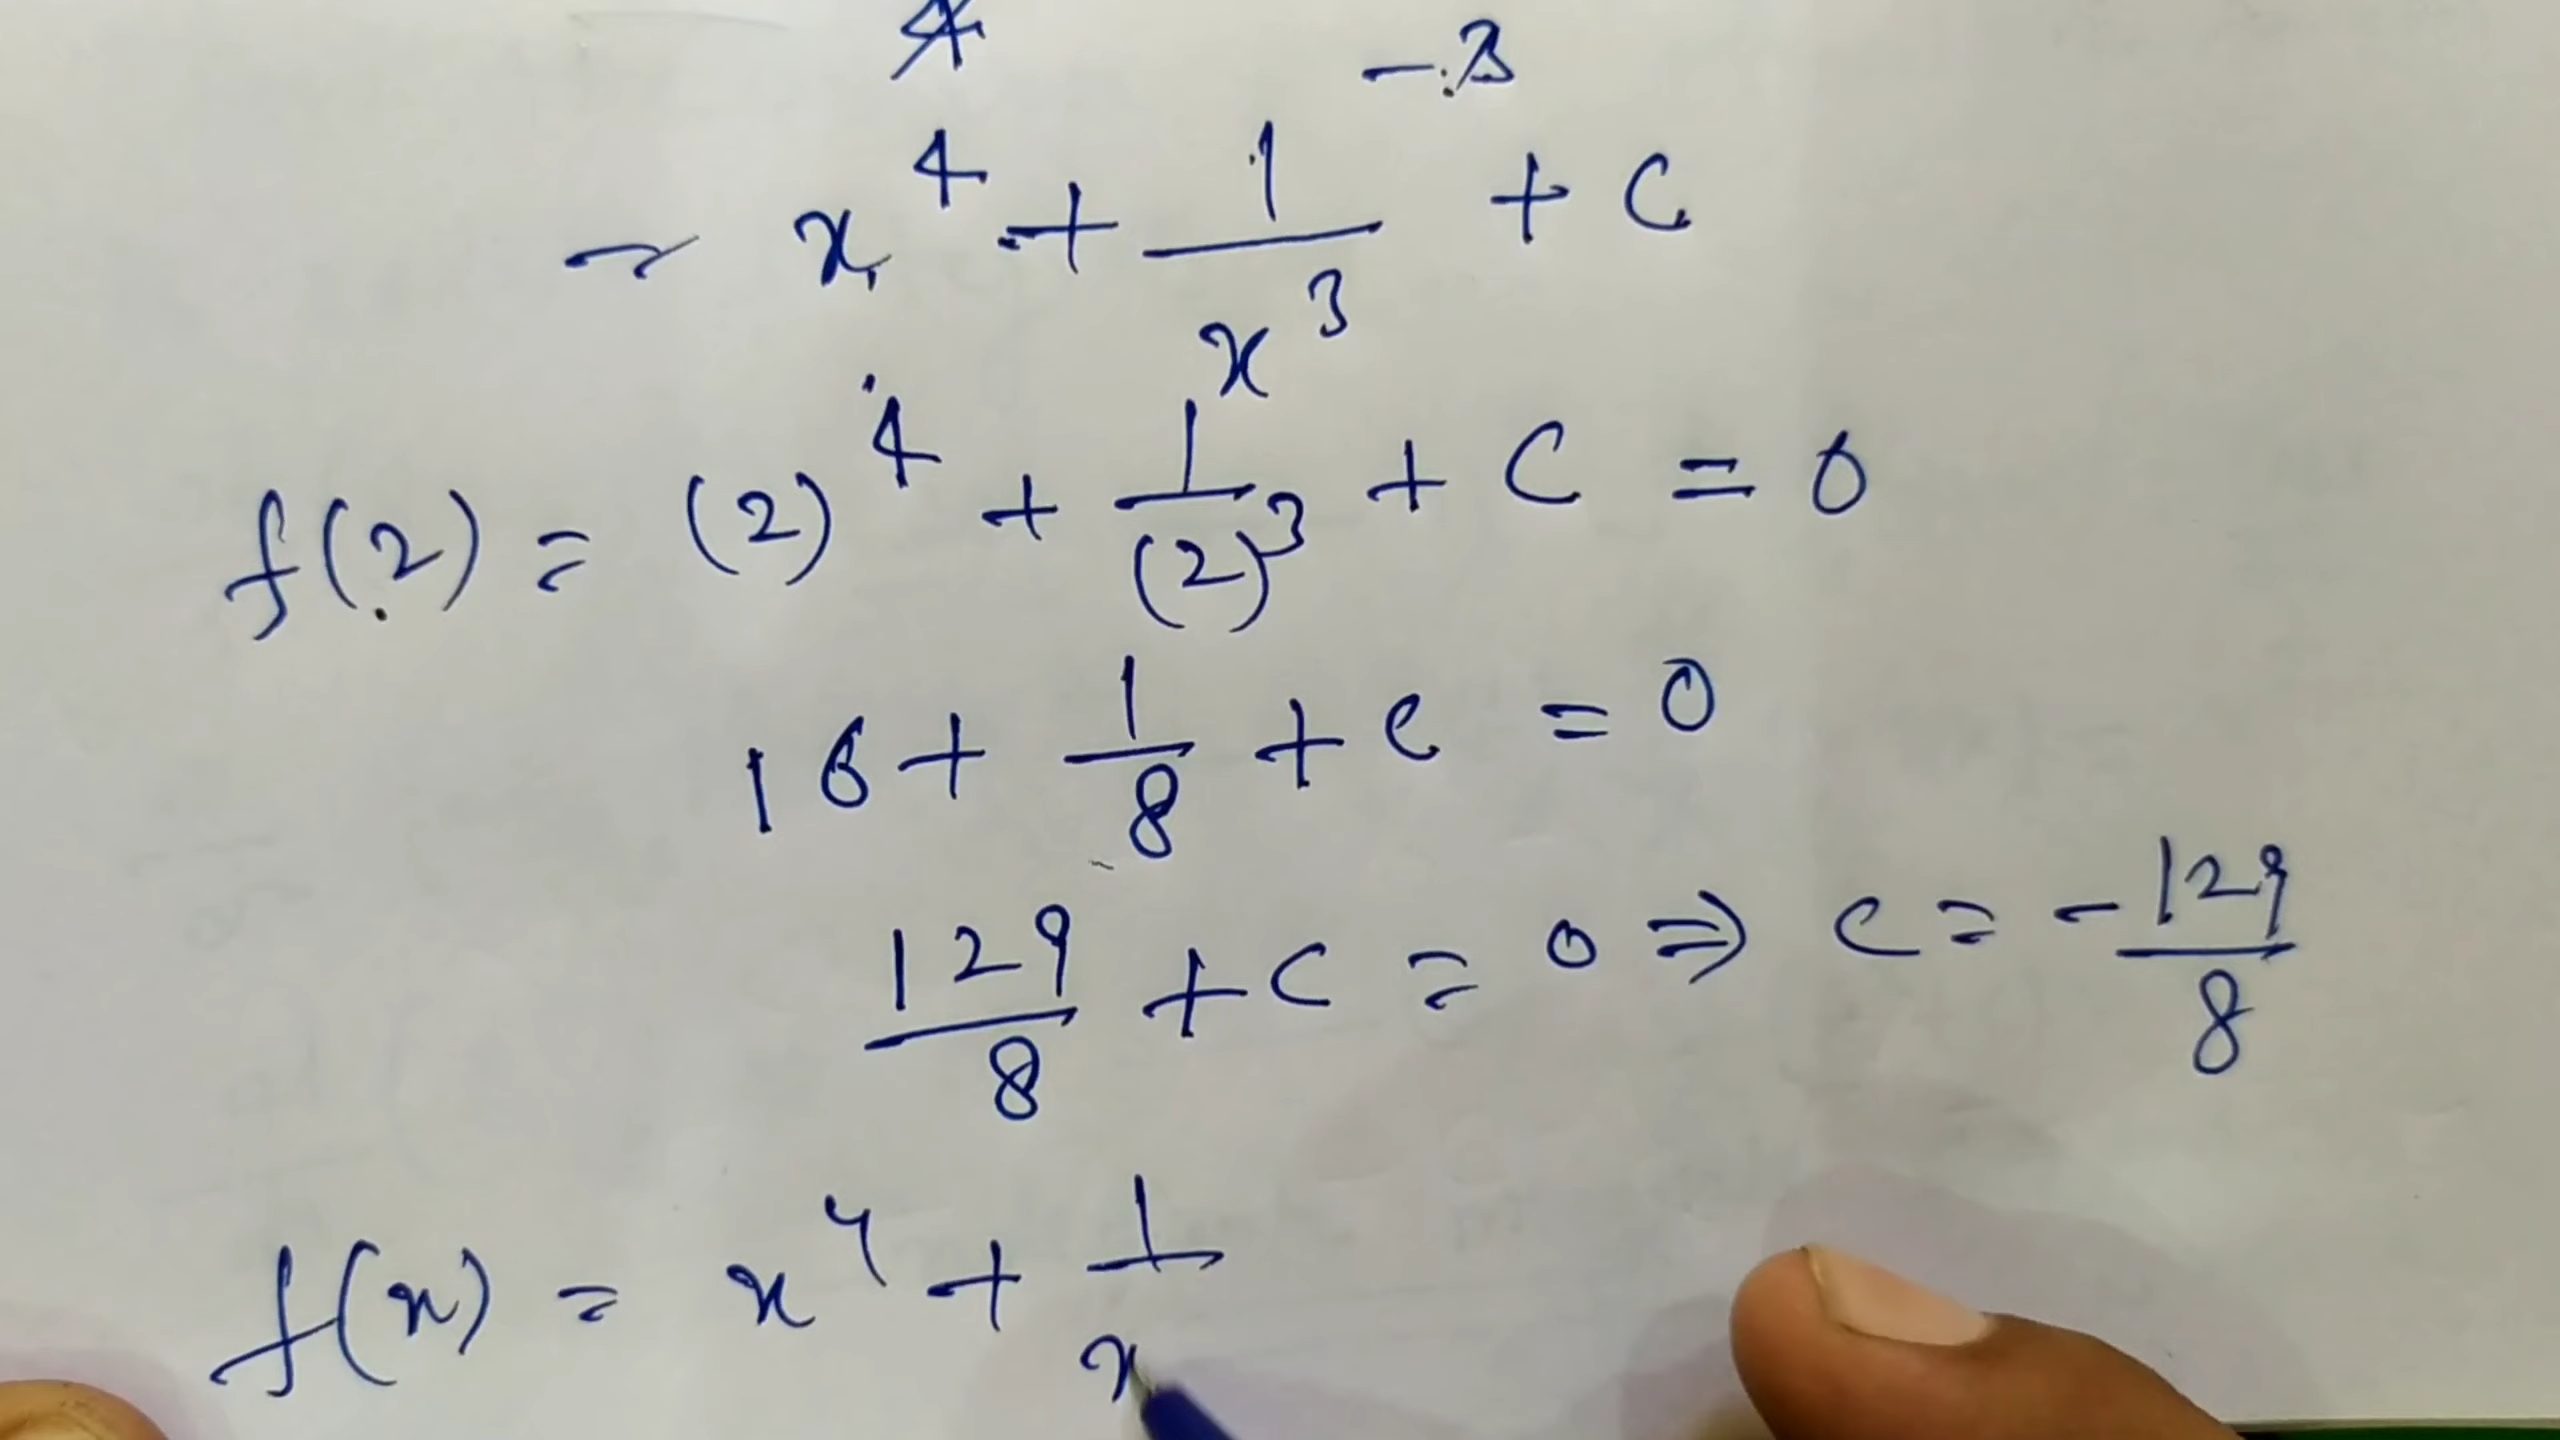 4 -3
= x^4 + 1/x^3 + C
f(2) = (2)^4 + 1/(2)^3 + C = 0
16 + 1/8 + C = 0
129/8 + C = 0 ⇒ C = -129/8
f(x) = x^4 + 1/x